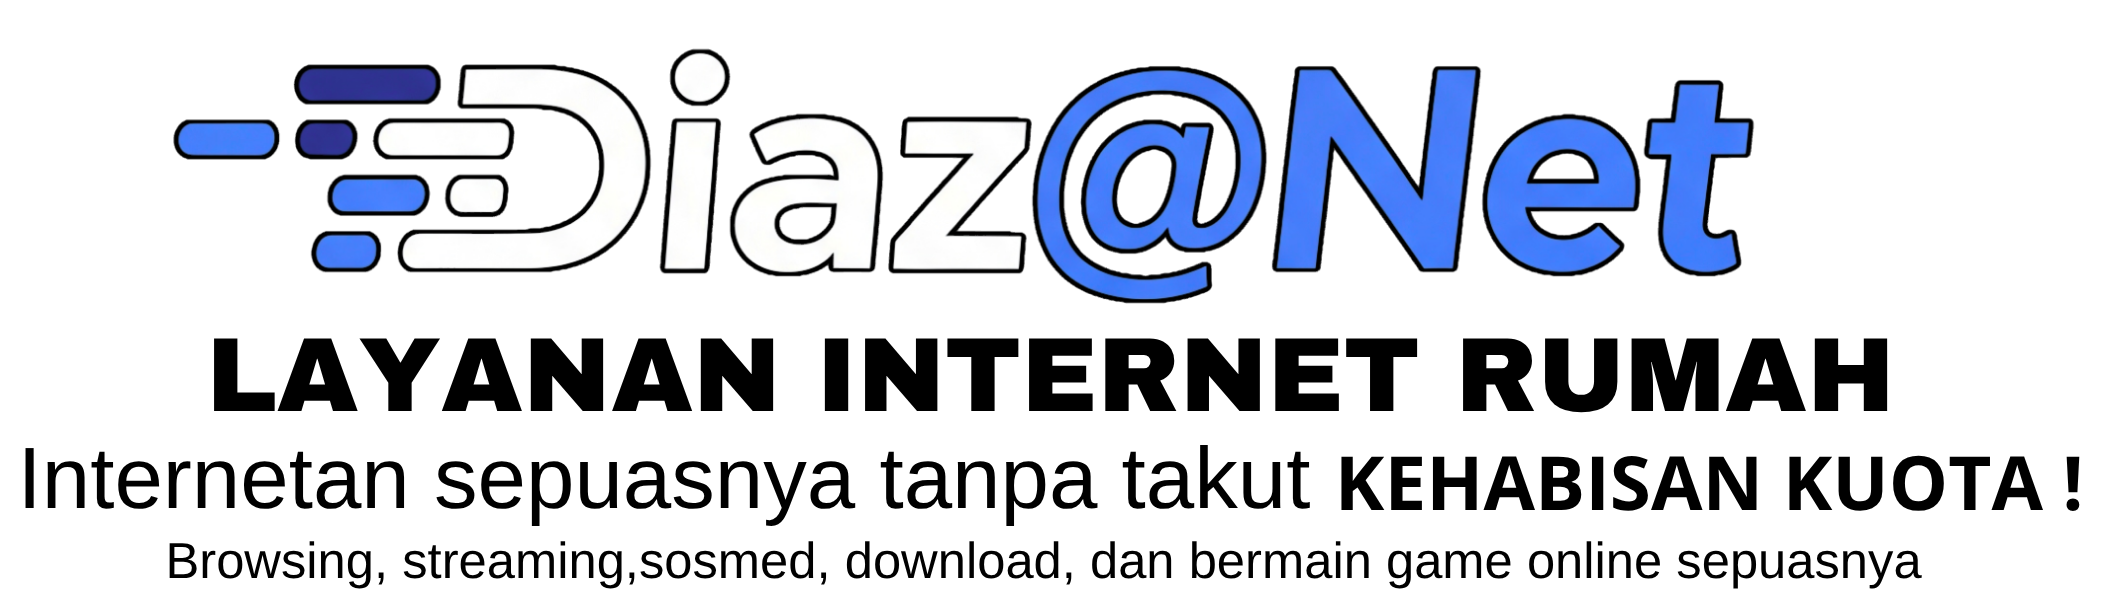 Diaz@Net
LAYANAN INTERNET RUMAH
Internetan sepuasnya tanpa takut KEHABISAN KUOTA !
Browsing, streaming,sosmed, download, dan bermain game online sepuasnya